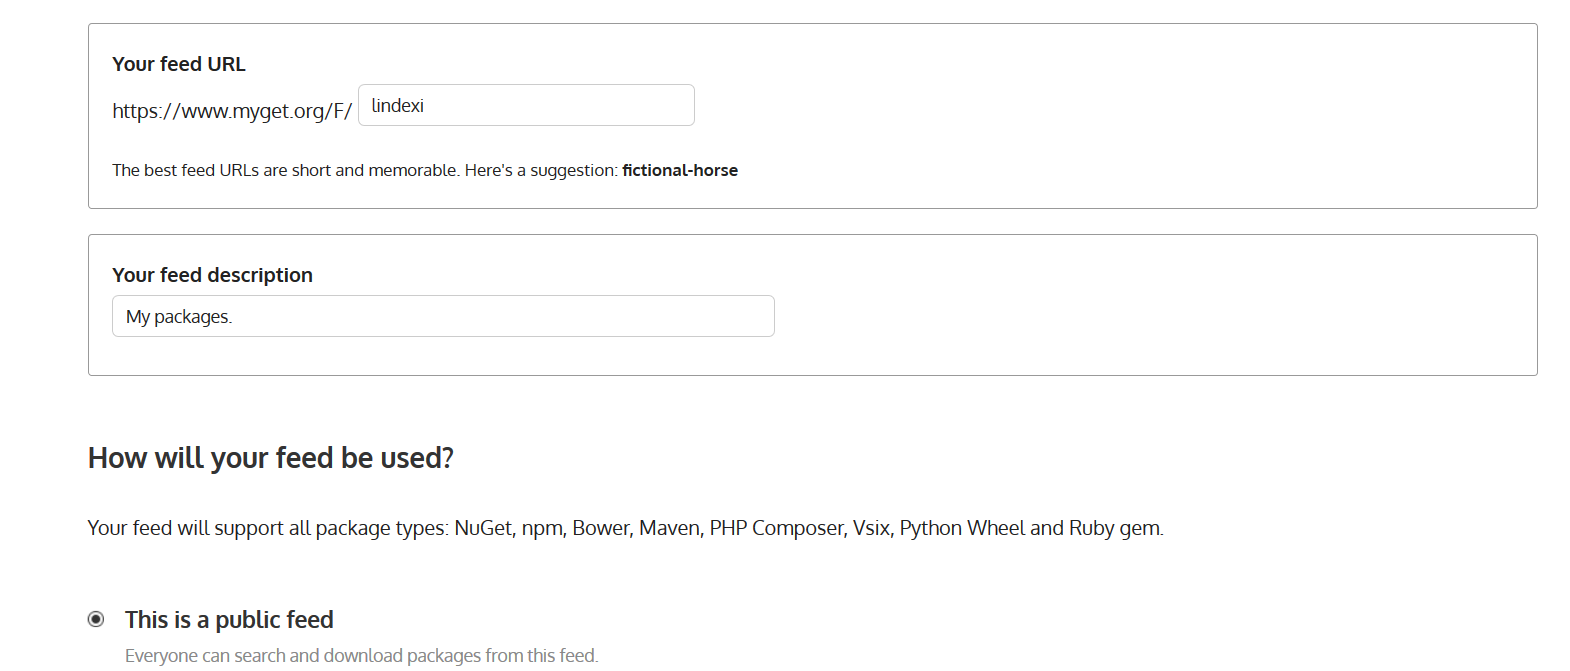 Your feed URL
https://www.myget.org/F/ lindexi
The best feed URLs are short and memorable. Here's a suggestion: fictional-horse
Your feed description
My packages.
How will your feed be used?
Your feed will support all package types: NuGet, npm, Bower, Maven, PHP Composer, Vsix, Python Wheel and Ruby gem.
This is a public feed
Everyone can search and download packages from this feed.